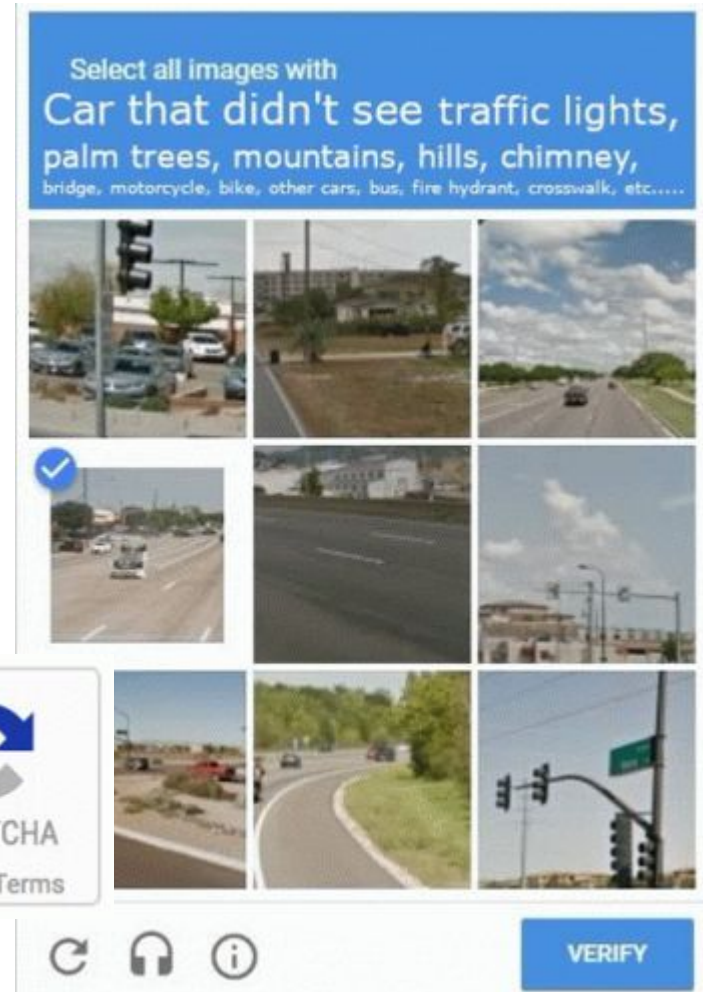 Select all images with
Car that didn't see traffic lights,
palm trees, mountains, hills, chimney,
bridge, motorcycle, bike, other cars, bus, fire hydrant, crosswalk, etc.....
CHA
Terms
VERIFY